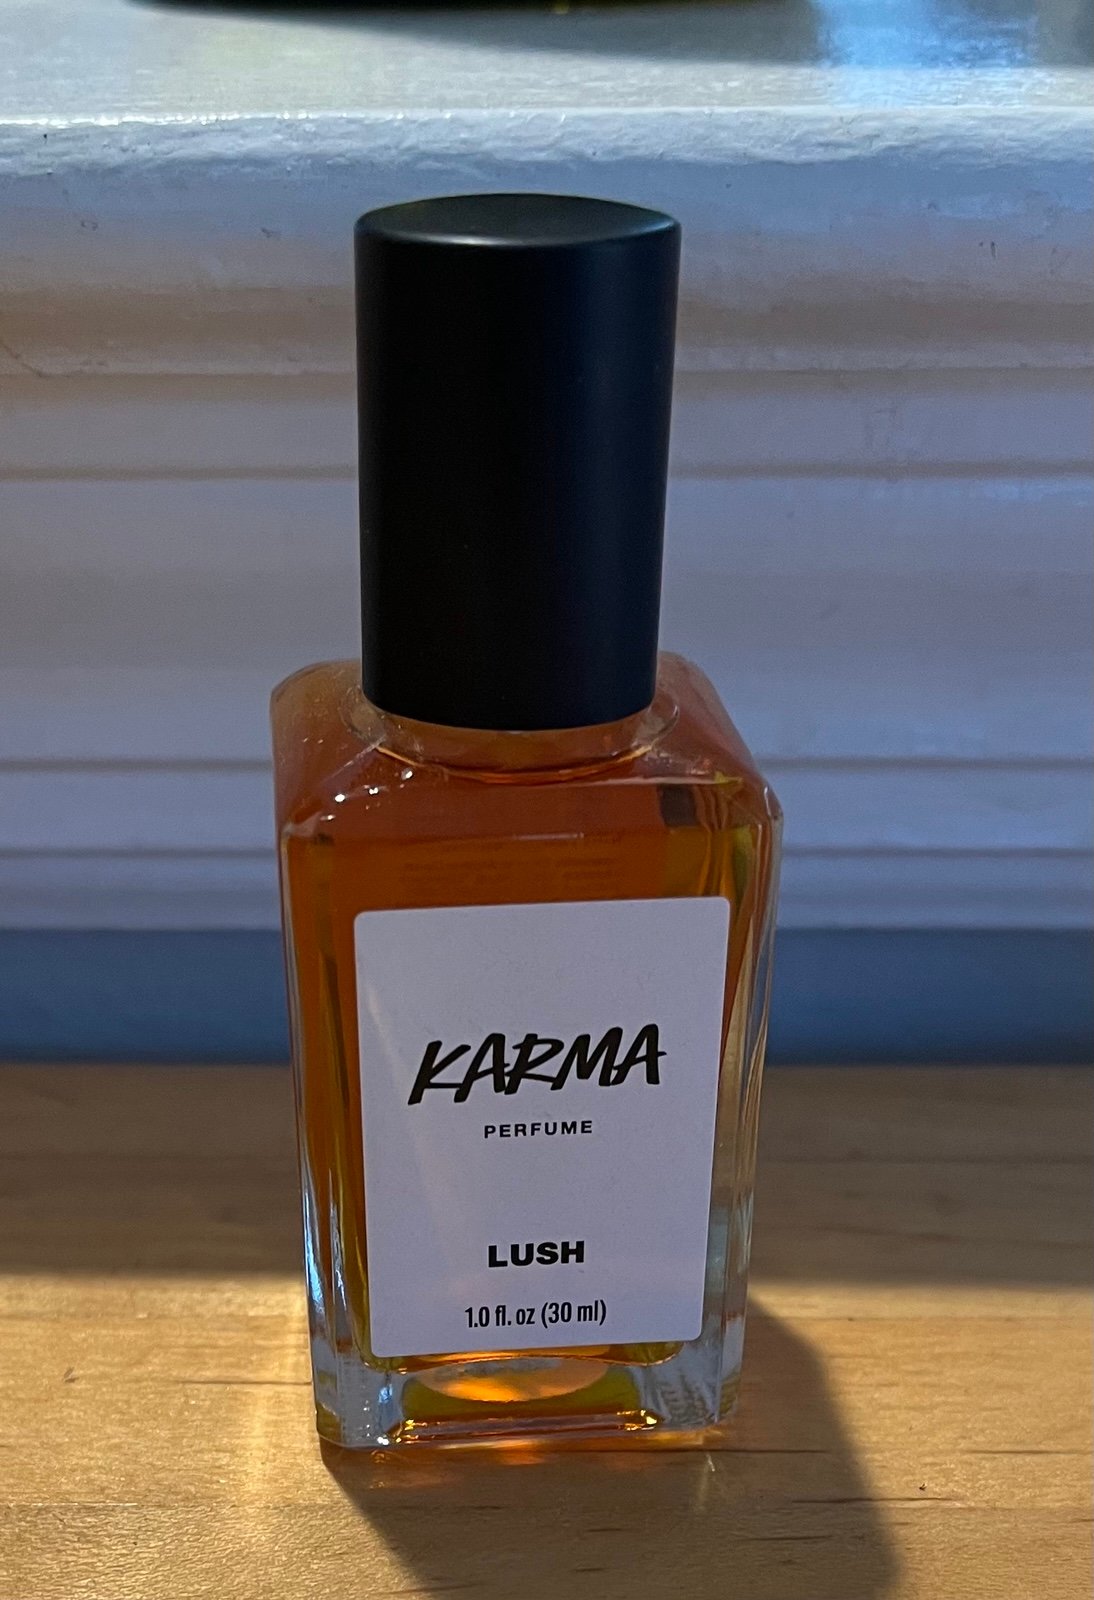 KARMA
PERFUME
LUSH
1.0 fl. oz (30 ml)